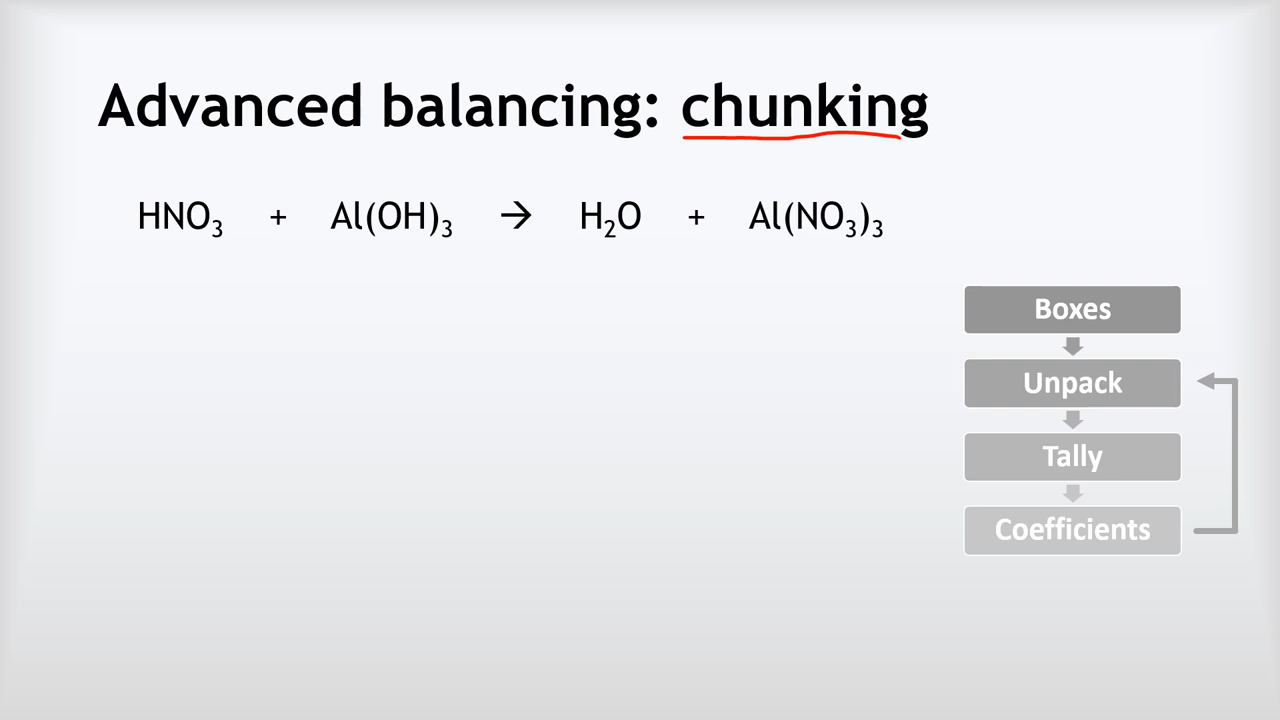 Advanced balancing: chunking
HNO₃ + Al(OH)₃ → H₂O + Al(NO₃)₃
Boxes
Unpack
Tally
Coefficients